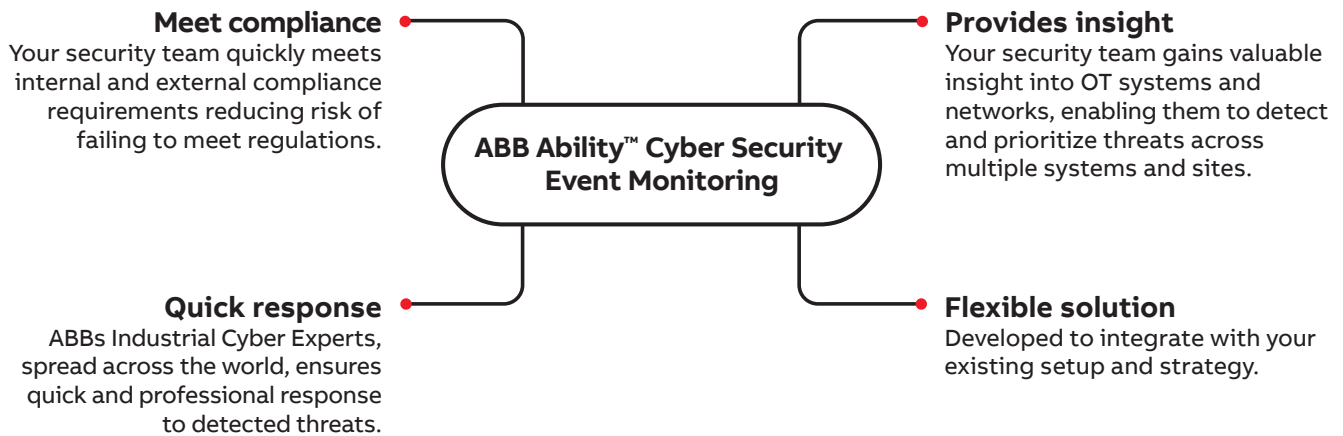 Meet compliance
Your security team quickly meets
internal and external compliance
requirements reducing risk of
failing to meet regulations.
Provides insight
Your security team gains valuable
insight into OT systems and
networks, enabling them to detect
and prioritize threats across
multiple systems and sites.
ABB Ability™ Cyber Security
Event Monitoring
Quick response
ABBs Industrial Cyber Experts,
spread across the world, ensures
quick and professional response
to detected threats.
Flexible solution
Developed to integrate with your
existing setup and strategy.